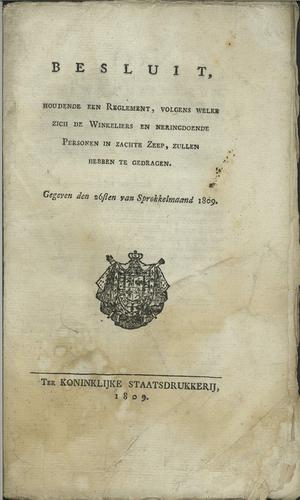 BESLUIT,
HOUDENDE EEN REGLEMENT, VOLGENS WELKE
ZICH DE WINKELIERS EN NERINGDOENDE
PERSONEN IN ZACHTE ZEEP, ZULLEN
HEBBEN TE GEDRAGEN.
Gegeven den 26sten van Sprokkelmaand 1809.
TER KONINKLIJKE STAATSDRUKKERIJ,
1809.